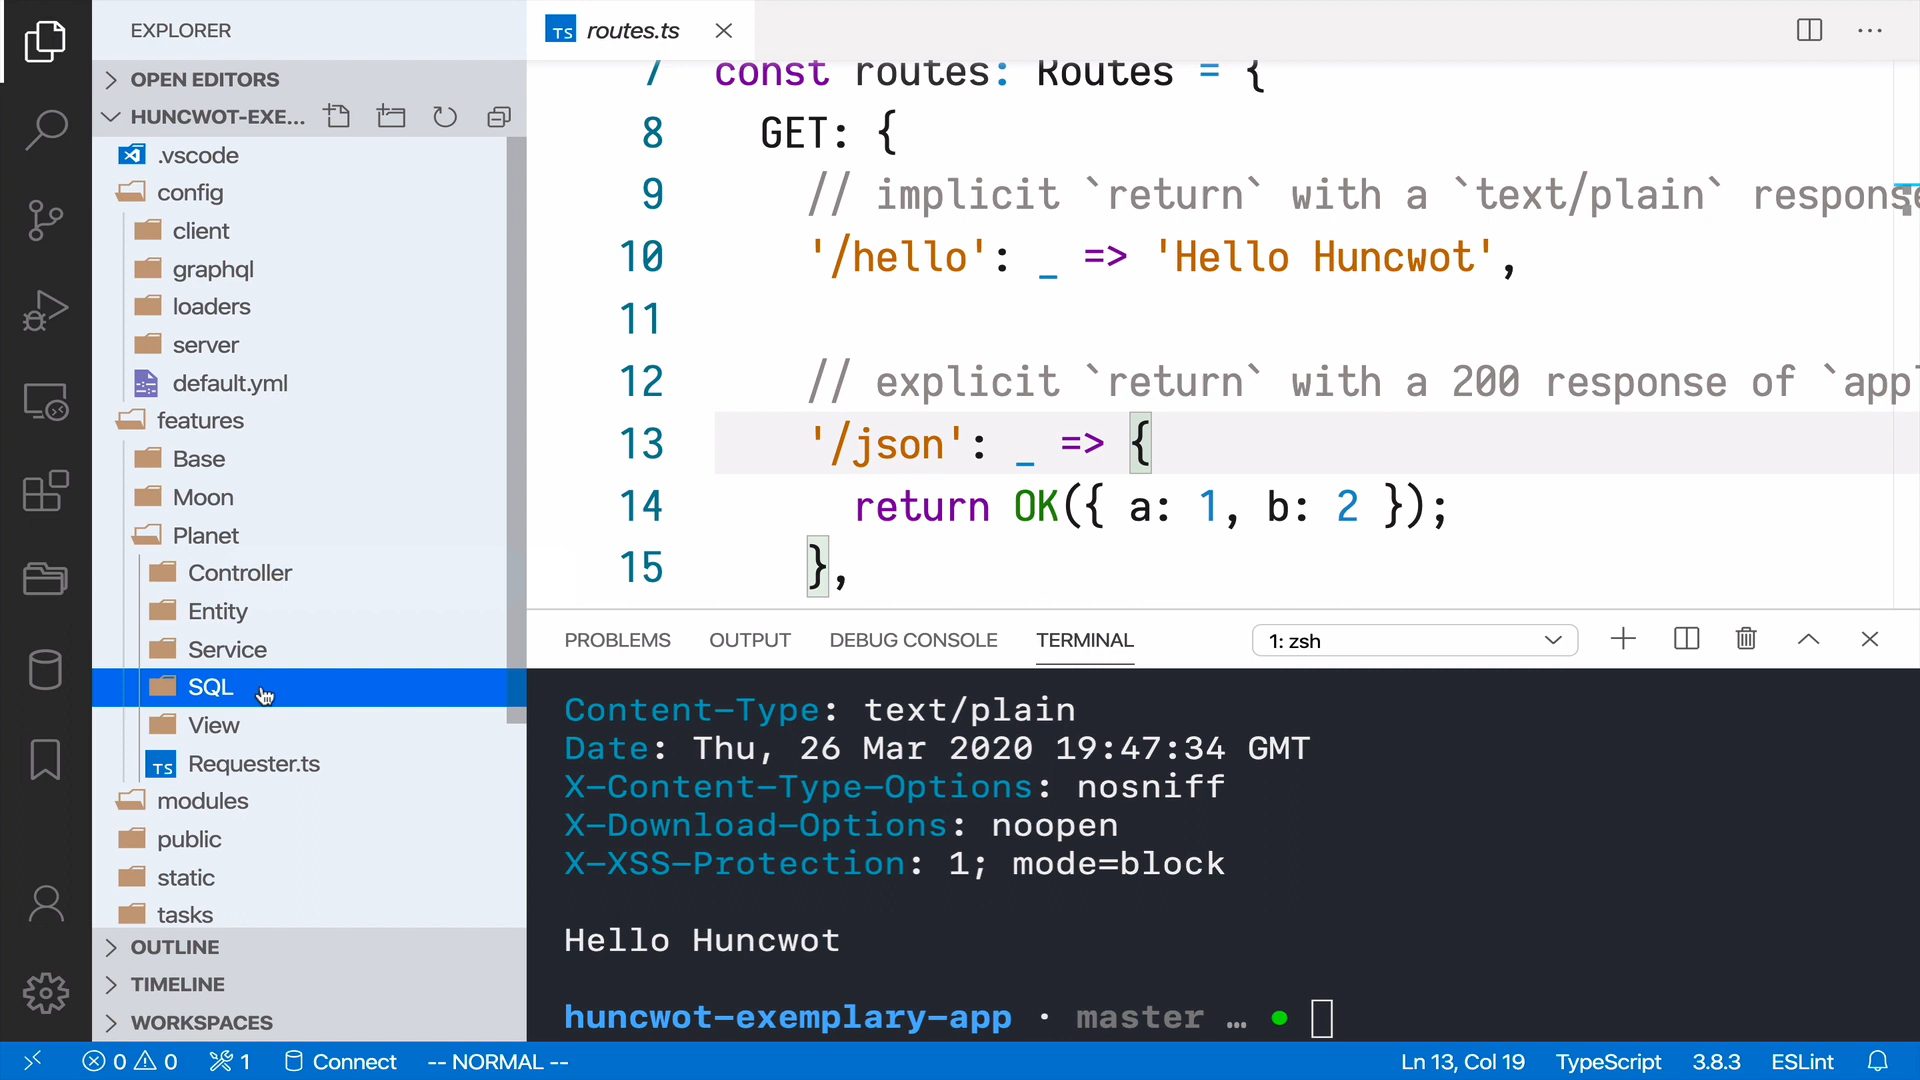 EXPLORER
OPEN EDITORS
HUNCWOT-EXE...
.vscode
config
client
graphql
loaders
server
default.yml
features
Base
Moon
Planet
Controller
Entity
Service
SQL
View
TS Requester.ts
modules
public
static
tasks
OUTLINE
TIMELINE
WORKSPACES
TS routes.ts
7 const routes: Routes = {
8 GET: {
9 // implicit `return` with a `text/plain` response
10 '/hello': _ => 'Hello Huncwot',
11
12 // explicit `return` with a 200 response of `appl
13 '/json': _ => {
14 return OK({ a: 1, b: 2 });
15 },
PROBLEMS OUTPUT DEBUG CONSOLE TERMINAL 1: zsh
Content-Type: text/plain
Date: Thu, 26 Mar 2020 19:47:34 GMT
X-Content-Type-Options: nosniff
X-Download-Options: noopen
X-XSS-Protection: 1; mode=block
Hello Huncwot
huncwot-exemplary-app · master …
0 0 1 Connect -- NORMAL -- Ln 13, Col 19 TypeScript 3.8.3 ESLint